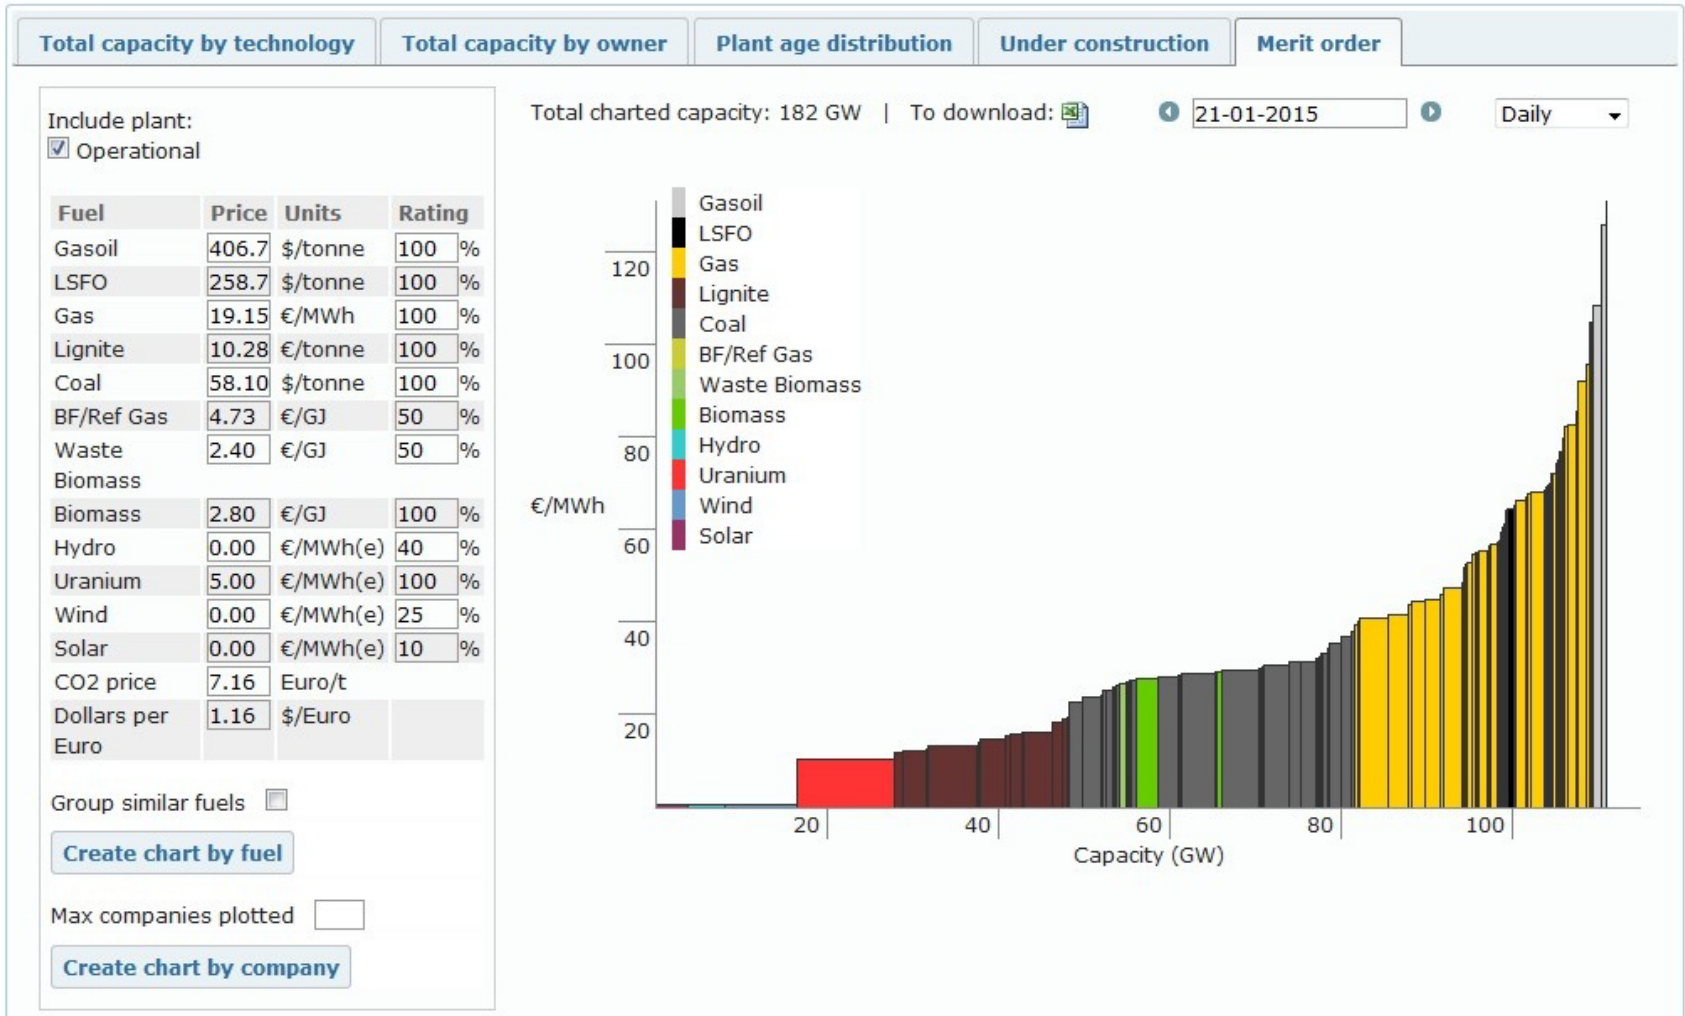 Total capacity by technology
Total capacity by owner
Plant age distribution
Under construction
Merit order
Include plant:
Operational
Fuel Price Units Rating
Gasoil 406.7 $/tonne 100 %
LSFO 258.7 $/tonne 100 %
Gas 19.15 €/MWh 100 %
Lignite 10.28 €/tonne 100 %
Coal 58.10 $/tonne 100 %
BF/Ref Gas 4.73 €/GJ 50 %
Waste 2.40 €/GJ 50 %
Biomass
Biomass 2.80 €/GJ 100 %
Hydro 0.00 €/MWh(e) 40 %
Uranium 5.00 €/MWh(e) 100 %
Wind 0.00 €/MWh(e) 25 %
Solar 0.00 €/MWh(e) 10 %
CO2 price 7.16 Euro/t
Dollars per 1.16 $/Euro
Euro
Group similar fuels
Create chart by fuel
Max companies plotted
Create chart by company
Total charted capacity: 182 GW | To download:
21-01-2015
Daily
Gasoil
LSFO
Gas
Lignite
Coal
BF/Ref Gas
Waste Biomass
Biomass
Hydro
Uranium
Wind
Solar
€/MWh
120
100
80
60
40
20
20 40 60 80 100
Capacity (GW)